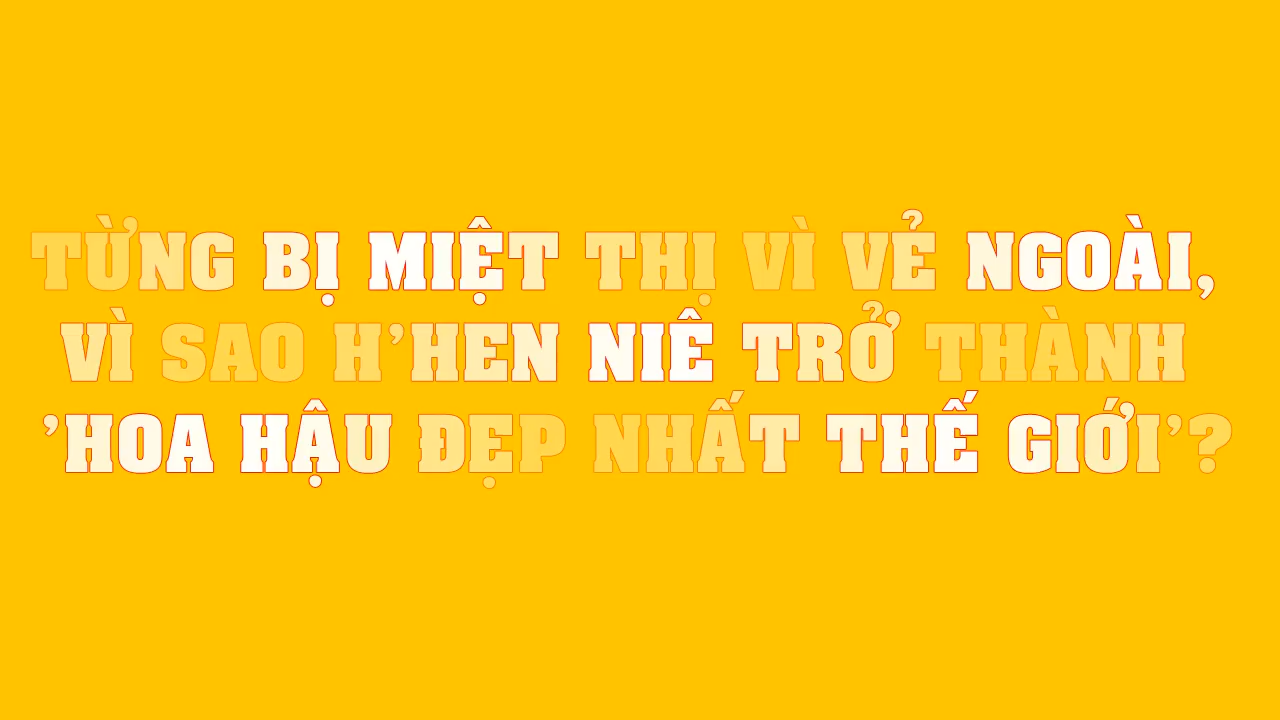 TỪNG BỊ MIỆT THỊ VÌ VẺ NGOÀI,
VÌ SAO H’HEN NIÊ TRỞ THÀNH
’HOA HẬU ĐẸP NHẤT THẾ GIỚI’?